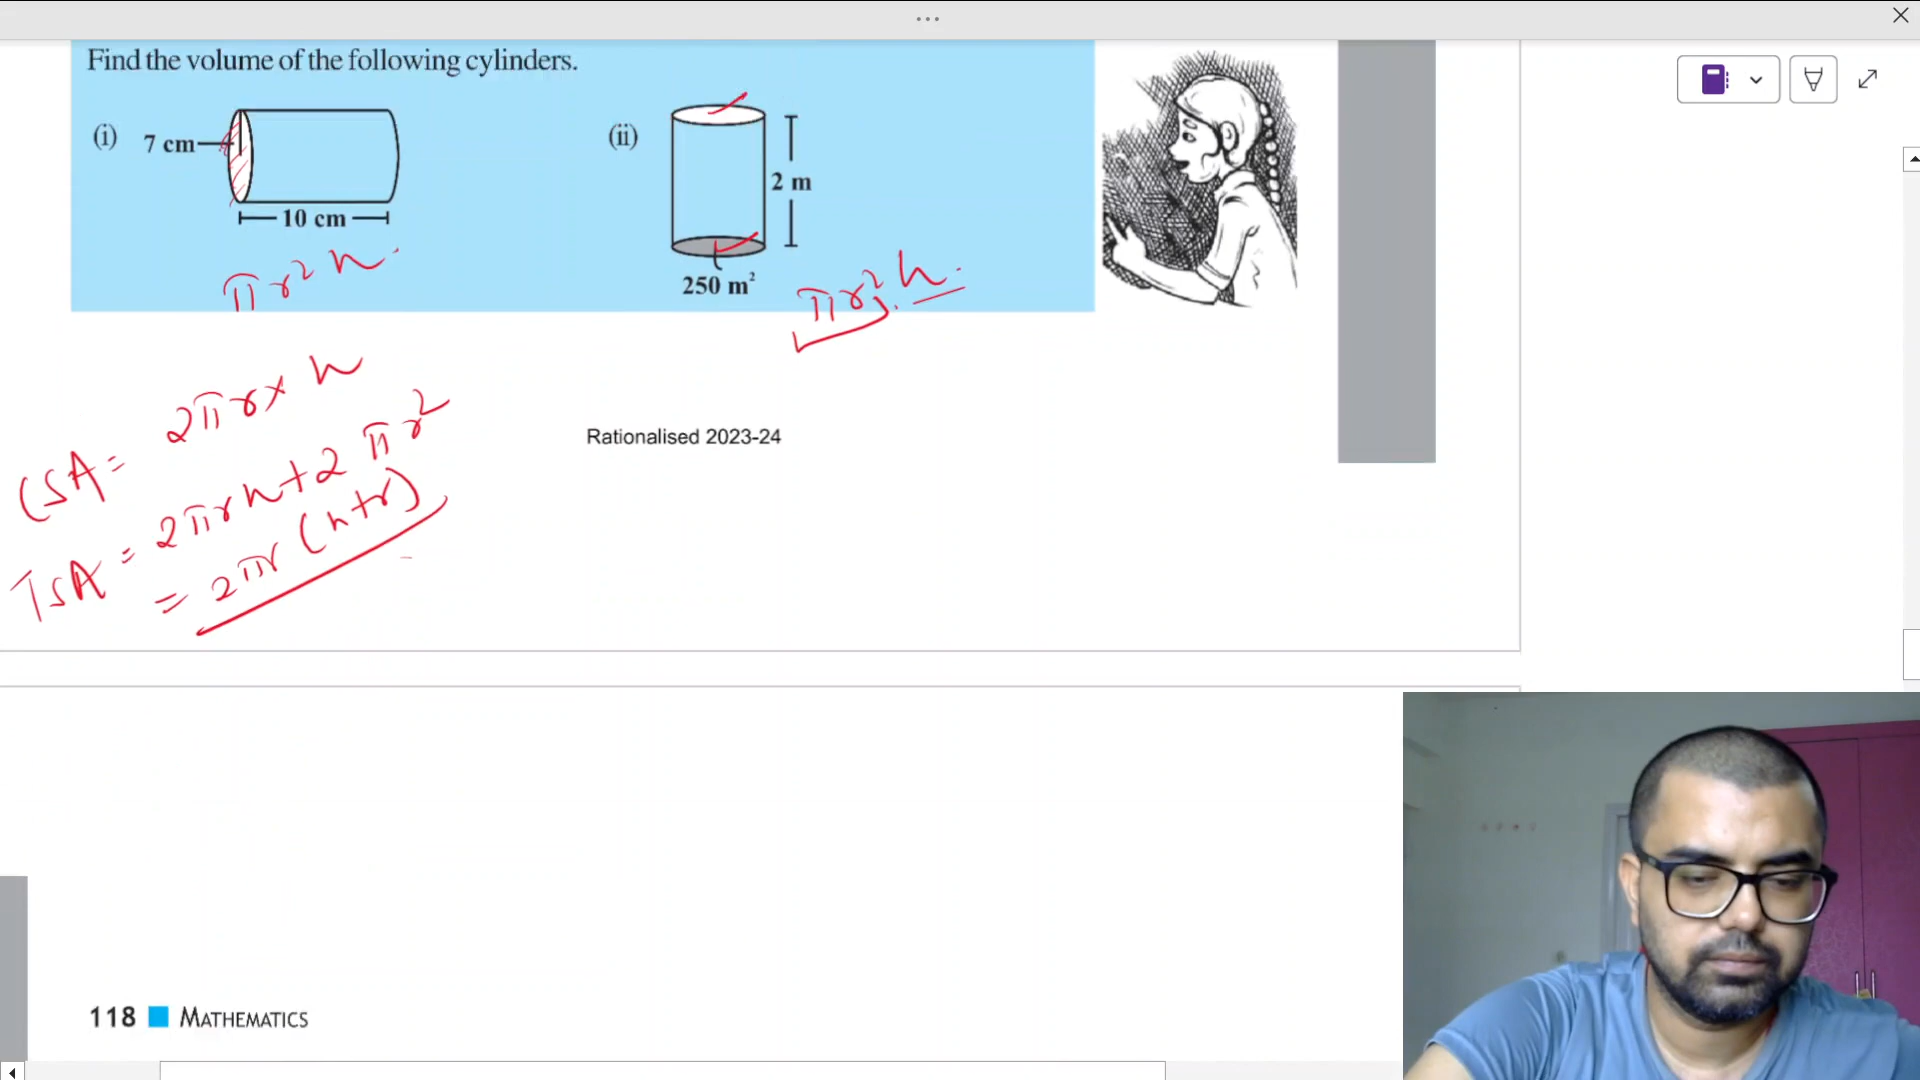 Find the volume of the following cylinders.
(i) 7 cm
10 cm
πr²h
(ii)
2 m
250 m²
πr².h.
CSA = 2πr×h
TSA = 2πrh+2πr²
= 2πr(h+r)
Rationalised 2023-24
118 MATHEMATICS